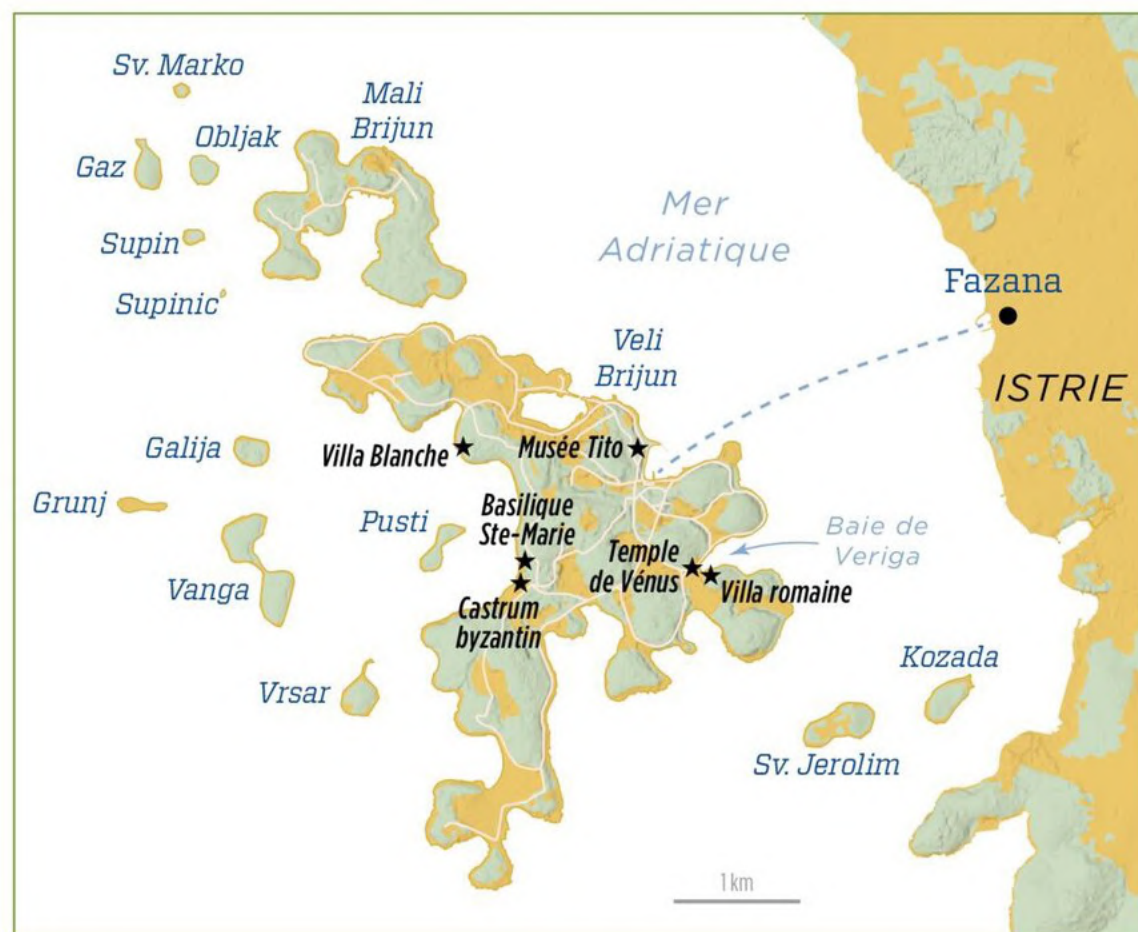 Sv. Marko
Mali
Brijun
Obljak
Gaz
Mer
Adriatique
Supin
Supinic
Fazana
Veli
Brijun
ISTRIE
Galija
Villa Blanche
Musée Tito
Grunj
Basilique
Ste-Marie
Pusti
Baie de
Veriga
Temple
de Vénus
Vanga
Villa romaine
Castrum
byzantin
Kozada
Vrsar
Sv. Jerolim
1 km